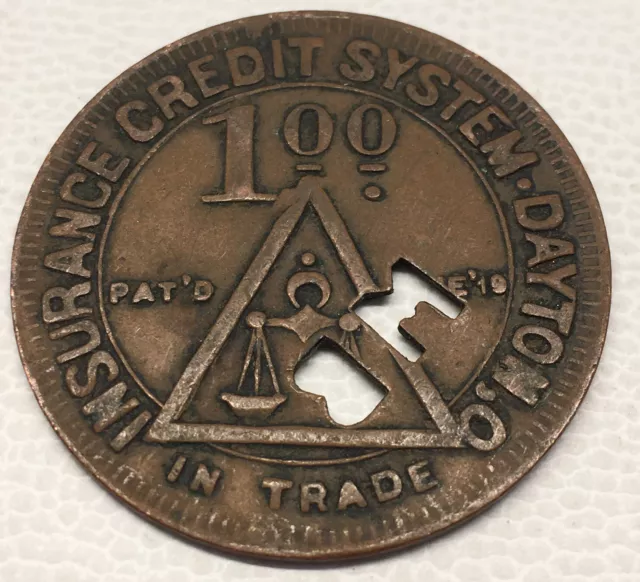 INSURANCE CREDIT SYSTEM · DAYTON, O.
1.00
PAT'D
IN TRADE